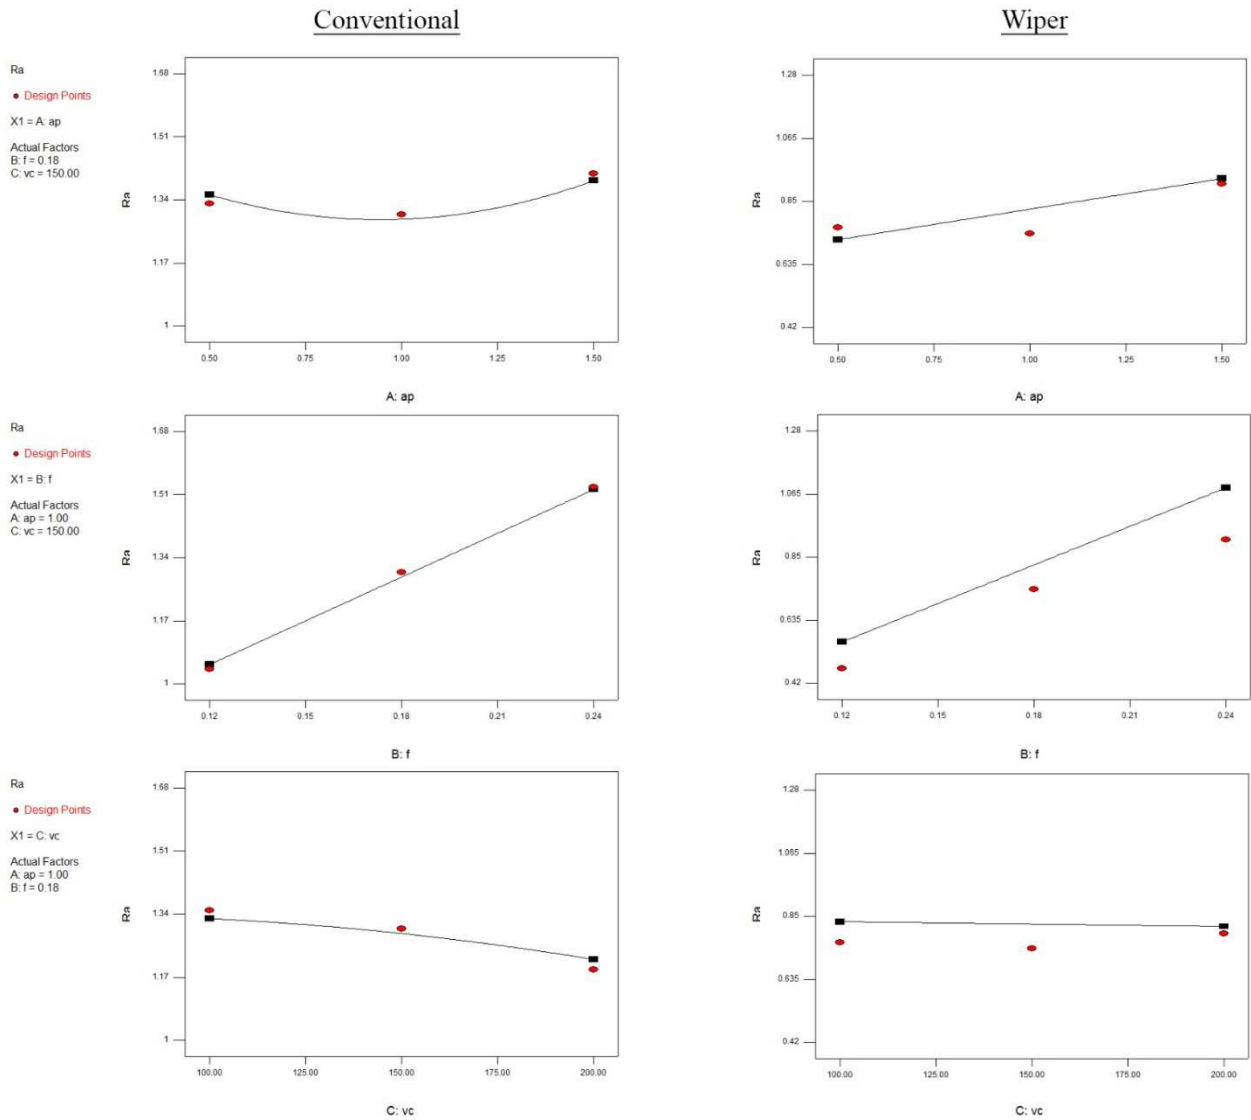 Conventional
Wiper
Ra
Design Points
X1 = A: ap
Actual Factors
B: f = 0.18
C: vc = 150.00
1.68
1.51
1.34
1.17
1
Ra
0.50
0.75
1.00
1.25
1.50
A: ap
1.28
1.065
0.85
0.635
0.42
Ra
0.50
0.75
1.00
1.25
1.50
A: ap
Ra
Design Points
X1 = B: f
Actual Factors
A: ap = 1.00
C: vc = 150.00
1.68
1.51
1.34
1.17
1
Ra
0.12
0.15
0.18
0.21
0.24
B: f
1.28
1.065
0.85
0.635
0.42
Ra
0.12
0.15
0.18
0.21
0.24
B: f
Ra
Design Points
X1 = C: vc
Actual Factors
A: ap = 1.00
B: f = 0.18
1.68
1.51
1.34
1.17
1
Ra
100.00
125.00
150.00
175.00
200.00
C: vc
1.28
1.065
0.85
0.635
0.42
Ra
100.00
125.00
150.00
175.00
200.00
C: vc